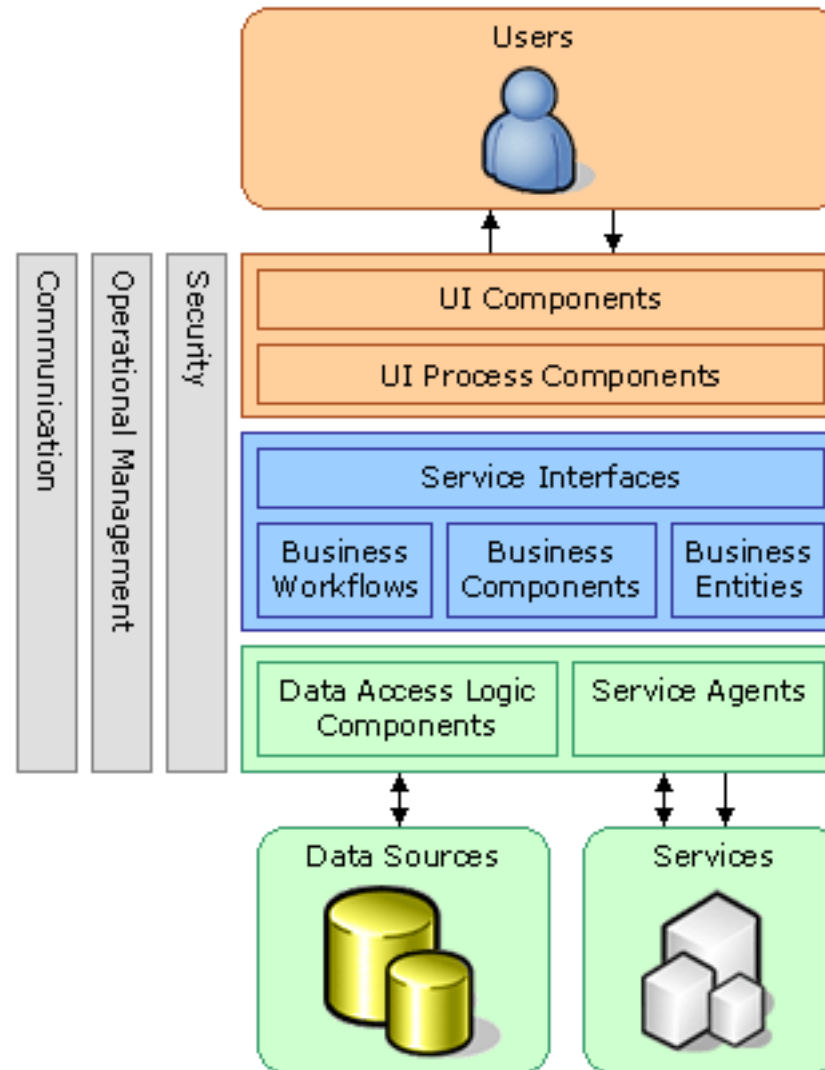 Users
Communication
Operational Management
Security
UI Components
UI Process Components
Service Interfaces
Business
Workflows
Business
Components
Business
Entities
Data Access Logic
Components
Service Agents
Data Sources
Services